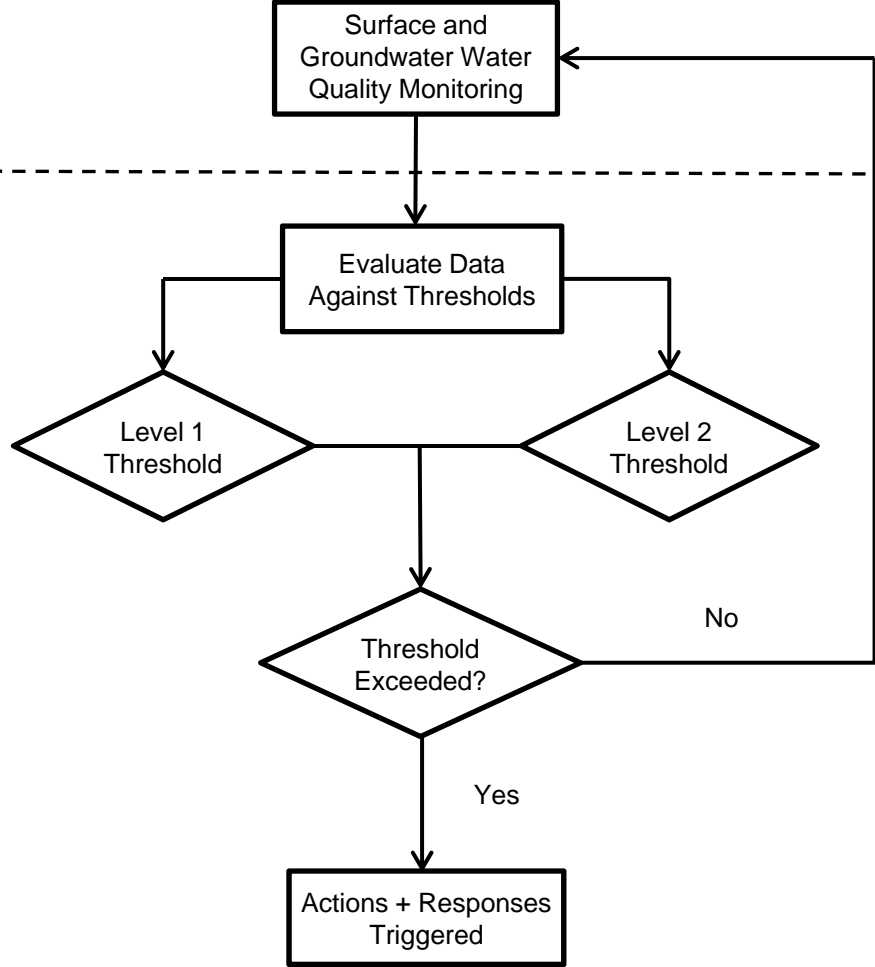 Surface and
Groundwater Water
Quality Monitoring
Evaluate Data
Against Thresholds
Level 1
Threshold
Level 2
Threshold
No
Threshold
Exceeded?
Yes
Actions + Responses
Triggered